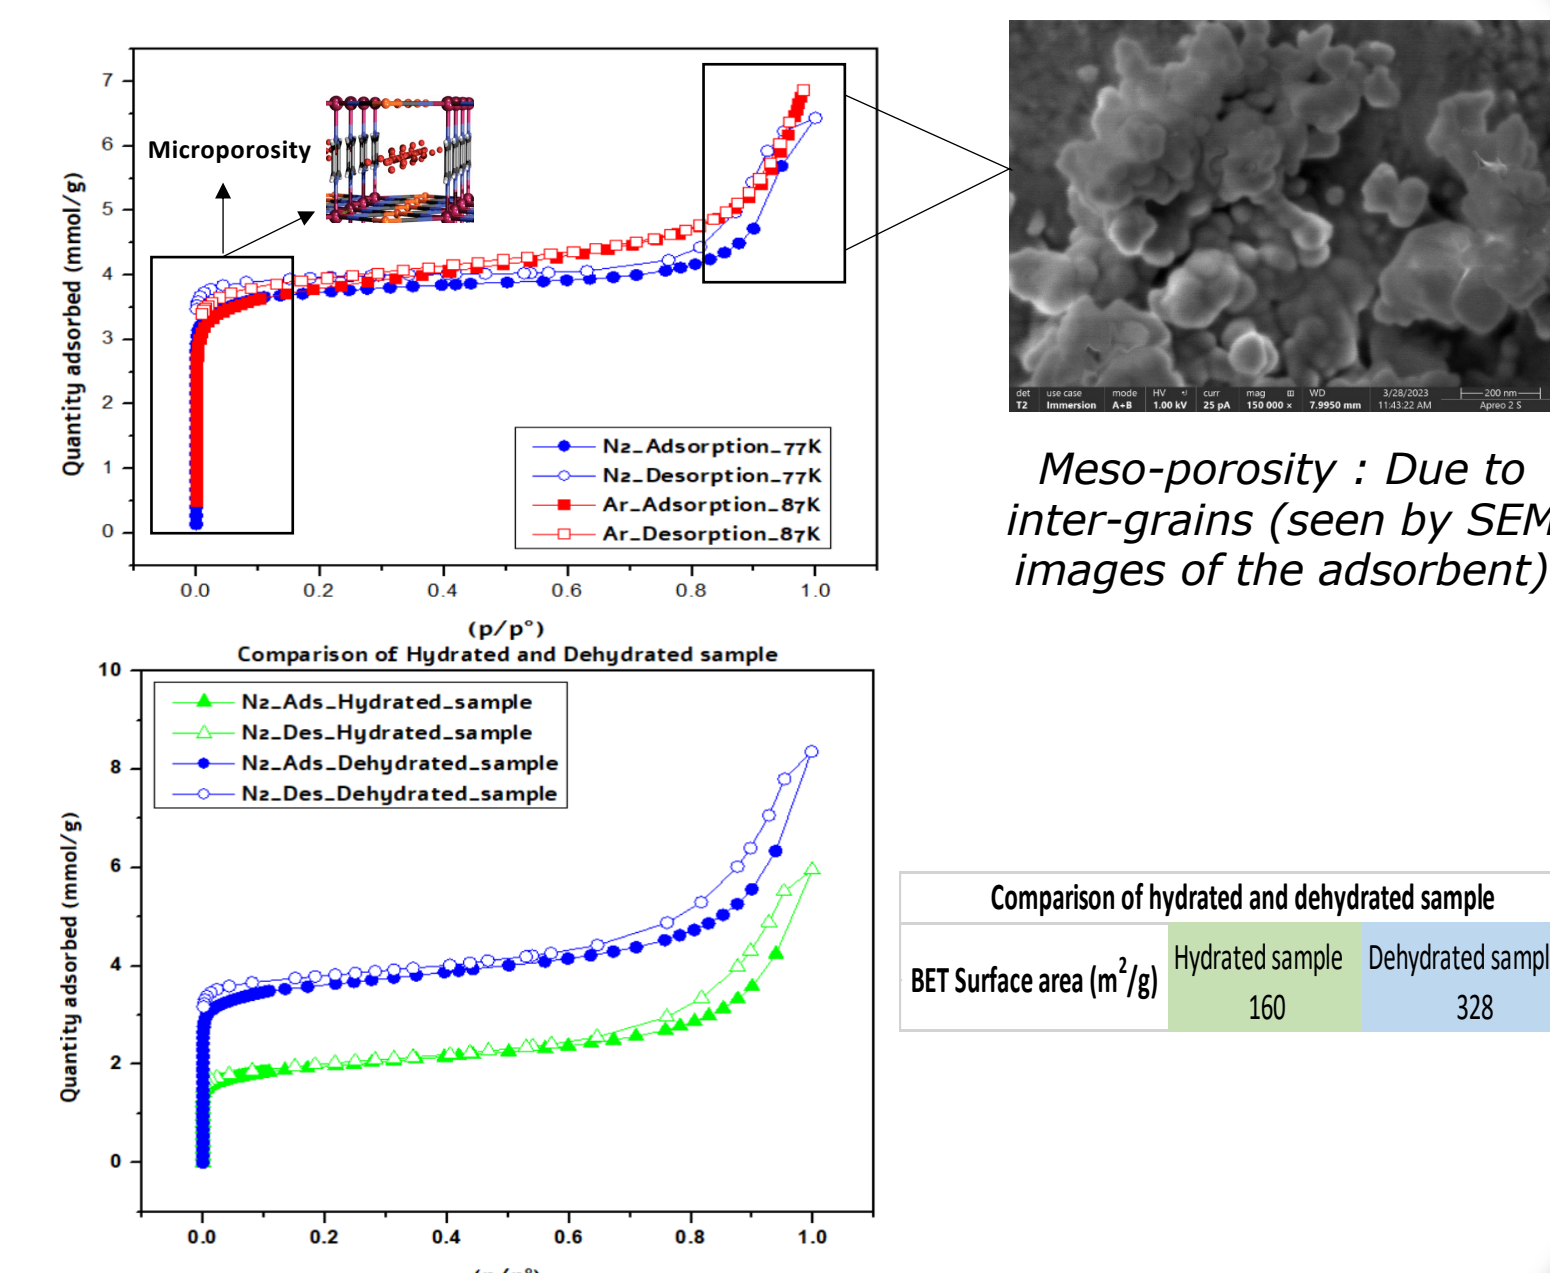 Microporosity
Quantity adsorbed (mmol/g)
7
6
5
4
3
2
1
0
N2_Adsorption_77K
N2_Desorption_77K
Ar_Adsorption_87K
Ar_Desorption_87K
0.0 0.2 0.4 0.6 0.8 1.0
(p/p°)
det use case mode HV curr mag WD 3/28/2023 200 nm
T2 Immersion A+B 1.00 kV 25 pA 150 000 x 7.9950 mm 11:43:22 AM Apreo 2 S
Meso-porosity : Due to
inter-grains (seen by SEM
images of the adsorbent)
Comparison of Hydrated and Dehydrated sample
Quantity adsorbed (mmol/g)
10
8
6
4
2
0
N2_Ads_Hydrated_sample
N2_Des_Hydrated_sample
N2_Ads_Dehydrated_sample
N2_Des_Dehydrated_sample
0.0 0.2 0.4 0.6 0.8 1.0
(p/p°)
Comparison of hydrated and dehydrated sample
BET Surface area (m²/g)
Hydrated sample Dehydrated sampl
160 328